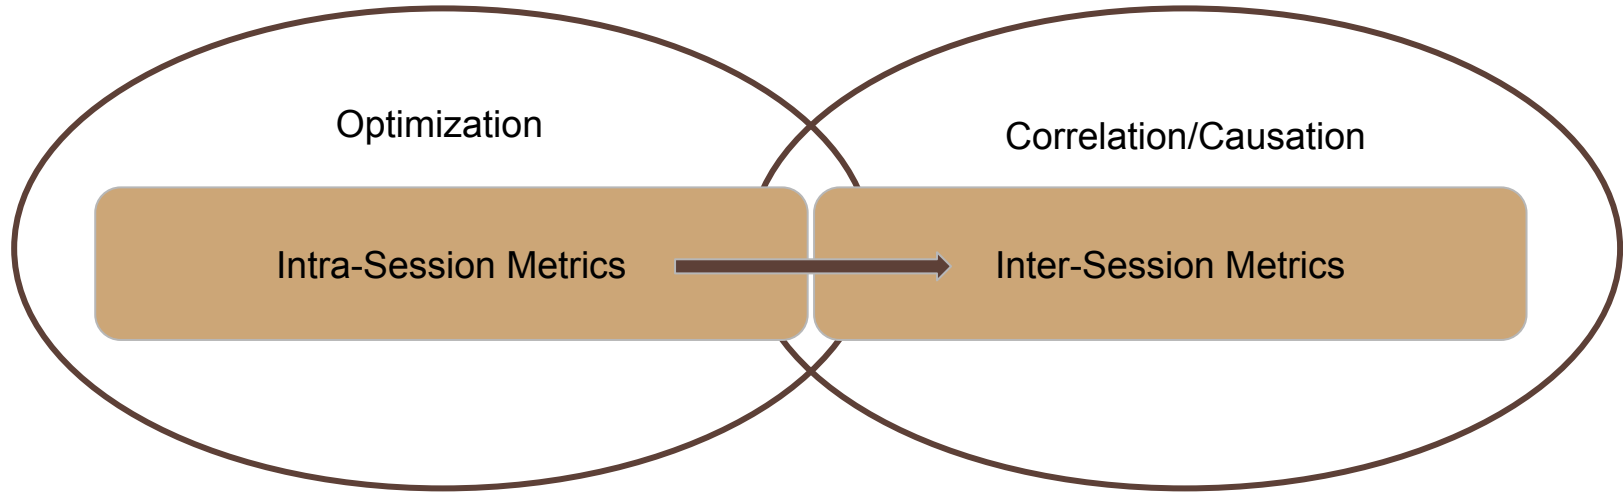 Optimization
Correlation/Causation
Intra-Session Metrics
Inter-Session Metrics